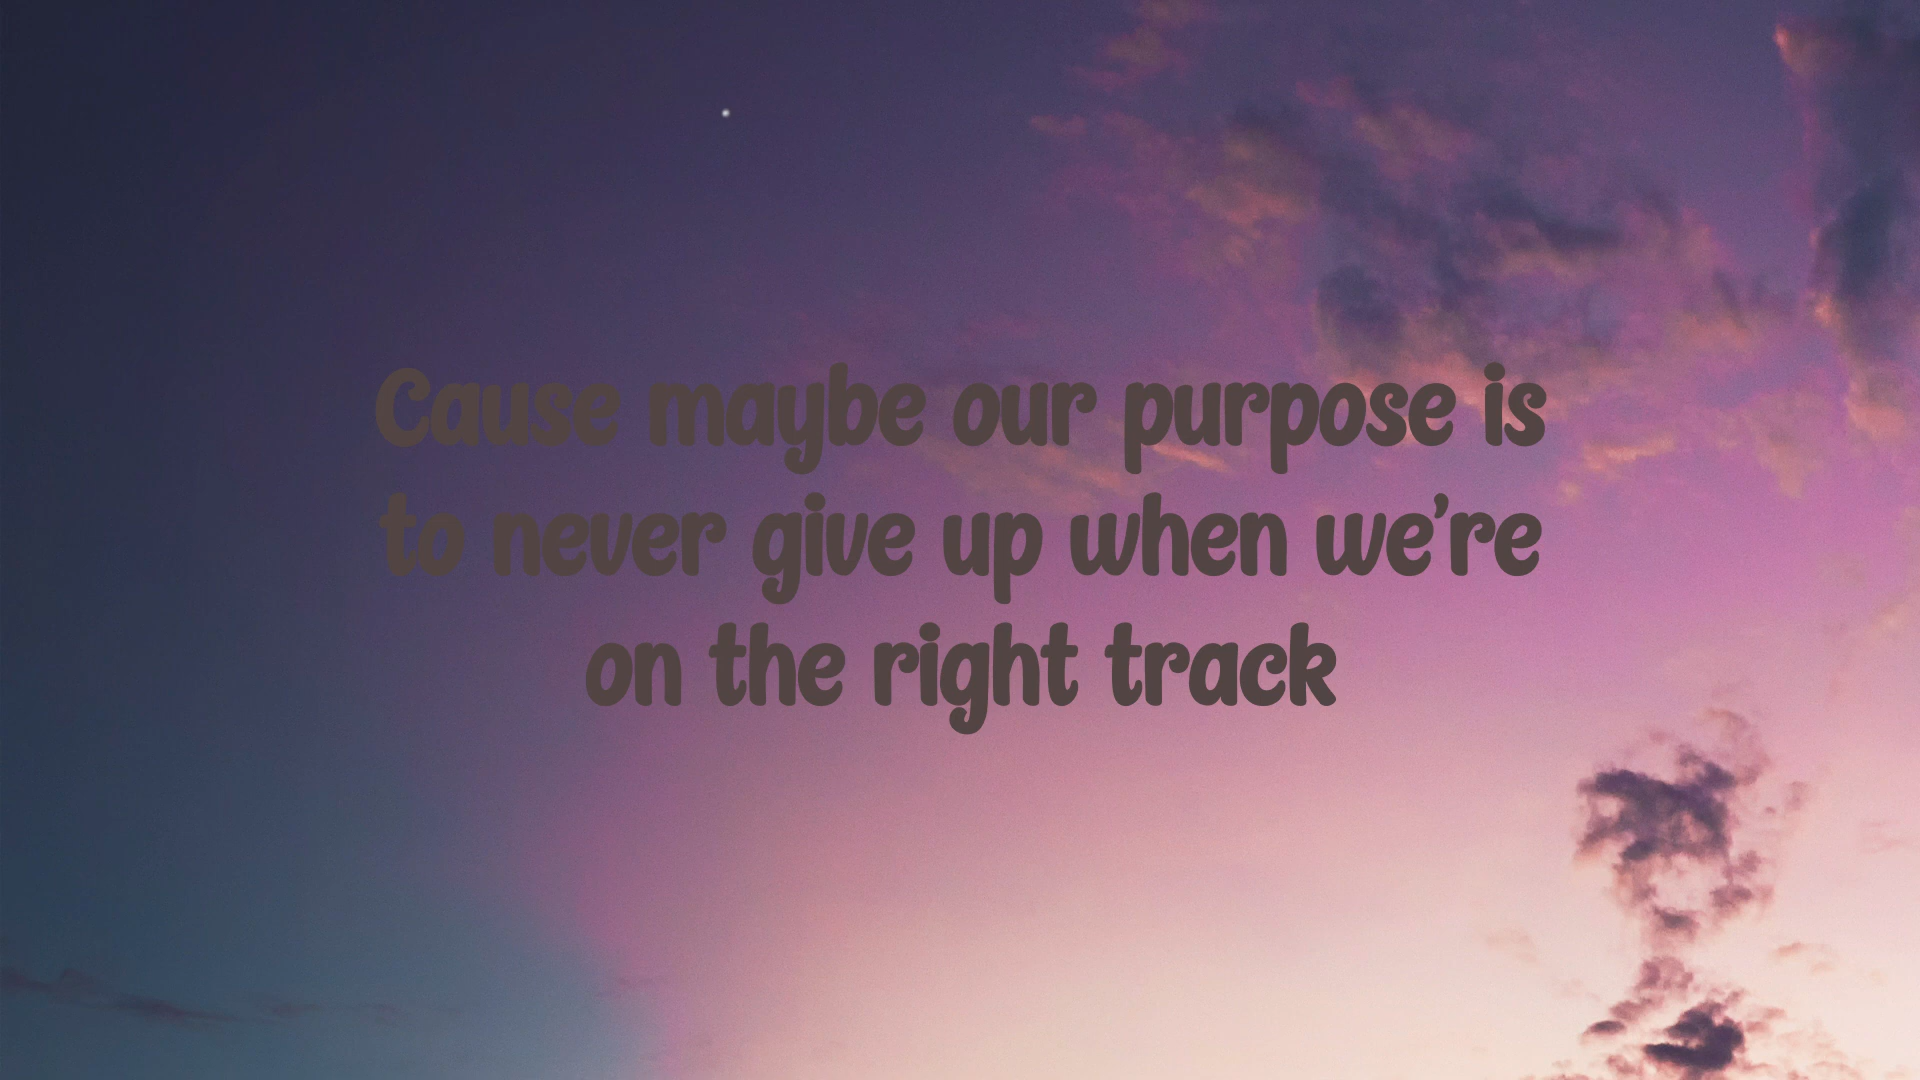 Cause maybe our purpose is
to never give up when we're
on the right track